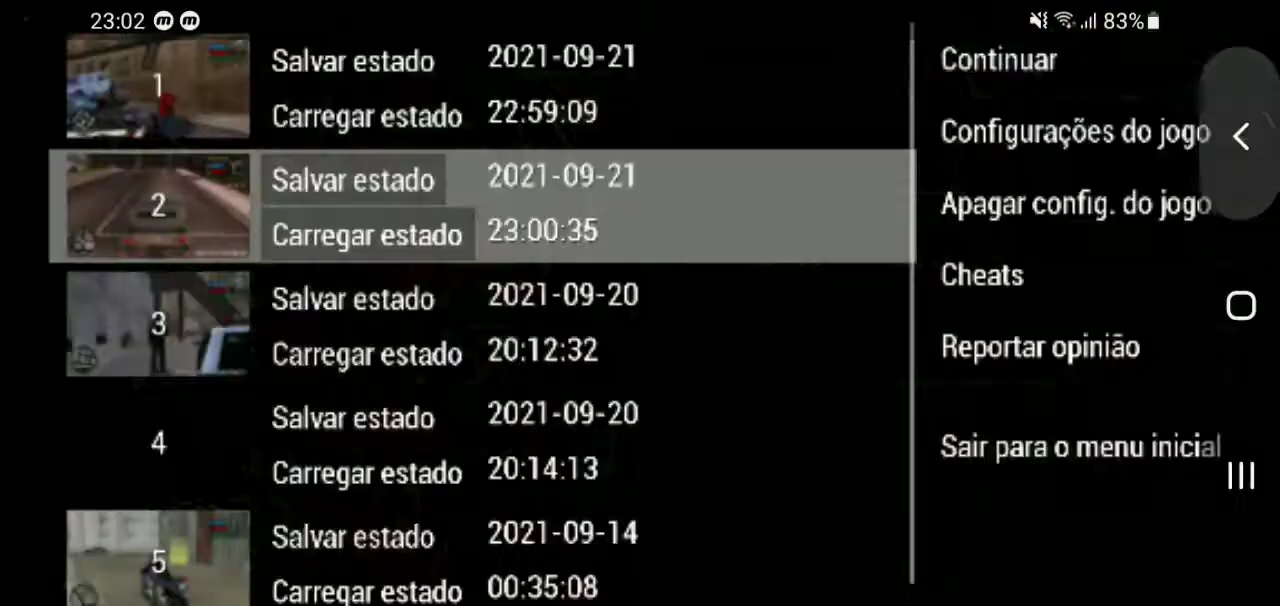 23:02
83%
1
Salvar estado 2021-09-21
Carregar estado 22:59:09
2
Salvar estado 2021-09-21
Carregar estado 23:00:35
3
Salvar estado 2021-09-20
Carregar estado 20:12:32
4
Salvar estado 2021-09-20
Carregar estado 20:14:13
5
Salvar estado 2021-09-14
Carregar estado 00:35:08
Continuar
Configurações do jogo
Apagar config. do jogo
Cheats
Reportar opinião
Sair para o menu inicial